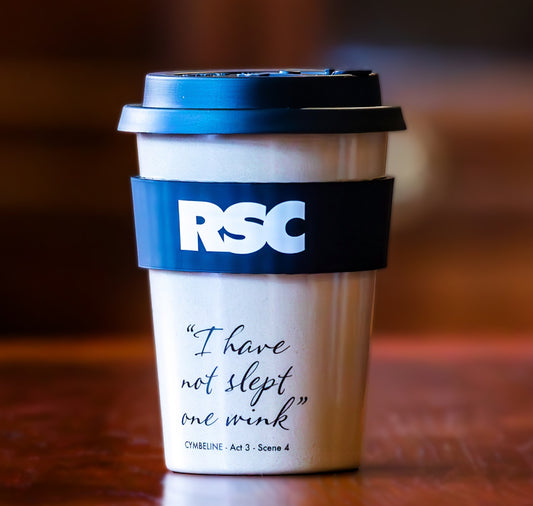 RSC
“I have
not slept
one wink”
CYMBELINE - Act 3 - Scene 4